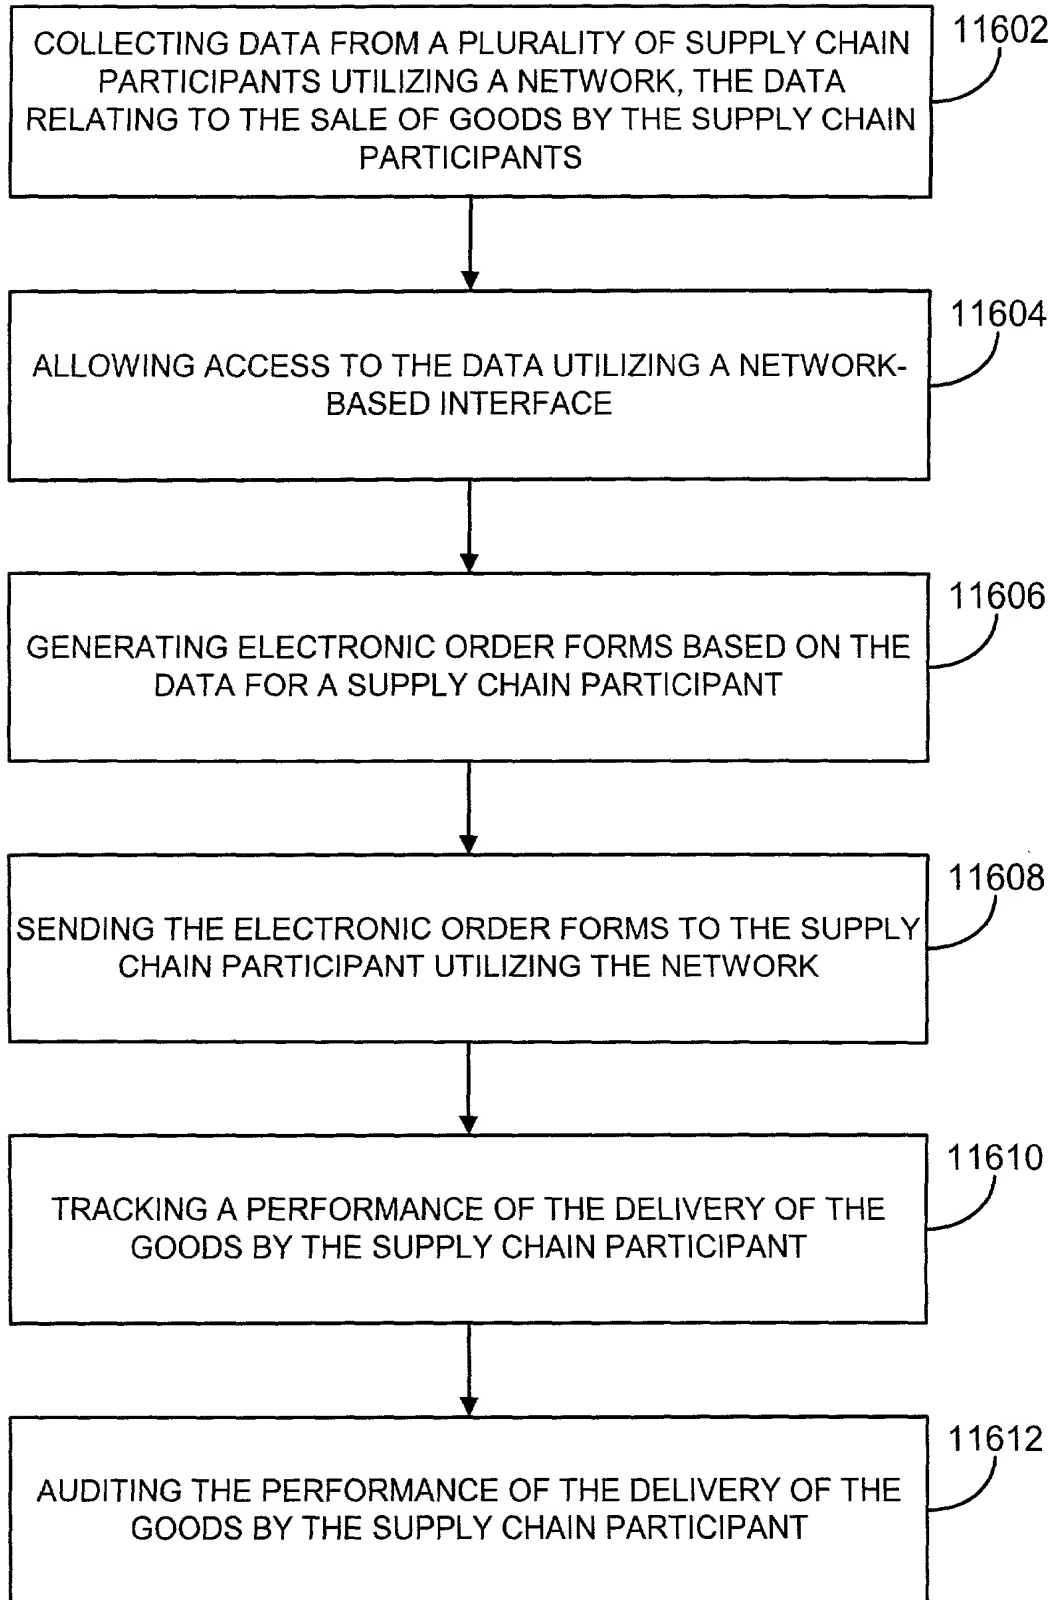 COLLECTING DATA FROM A PLURALITY OF SUPPLY CHAIN
PARTICIPANTS UTILIZING A NETWORK, THE DATA
RELATING TO THE SALE OF GOODS BY THE SUPPLY CHAIN
PARTICIPANTS
11602
ALLOWING ACCESS TO THE DATA UTILIZING A NETWORK-
BASED INTERFACE
11604
GENERATING ELECTRONIC ORDER FORMS BASED ON THE
DATA FOR A SUPPLY CHAIN PARTICIPANT
11606
SENDING THE ELECTRONIC ORDER FORMS TO THE SUPPLY
CHAIN PARTICIPANT UTILIZING THE NETWORK
11608
TRACKING A PERFORMANCE OF THE DELIVERY OF THE
GOODS BY THE SUPPLY CHAIN PARTICIPANT
11610
AUDITING THE PERFORMANCE OF THE DELIVERY OF THE
GOODS BY THE SUPPLY CHAIN PARTICIPANT
11612